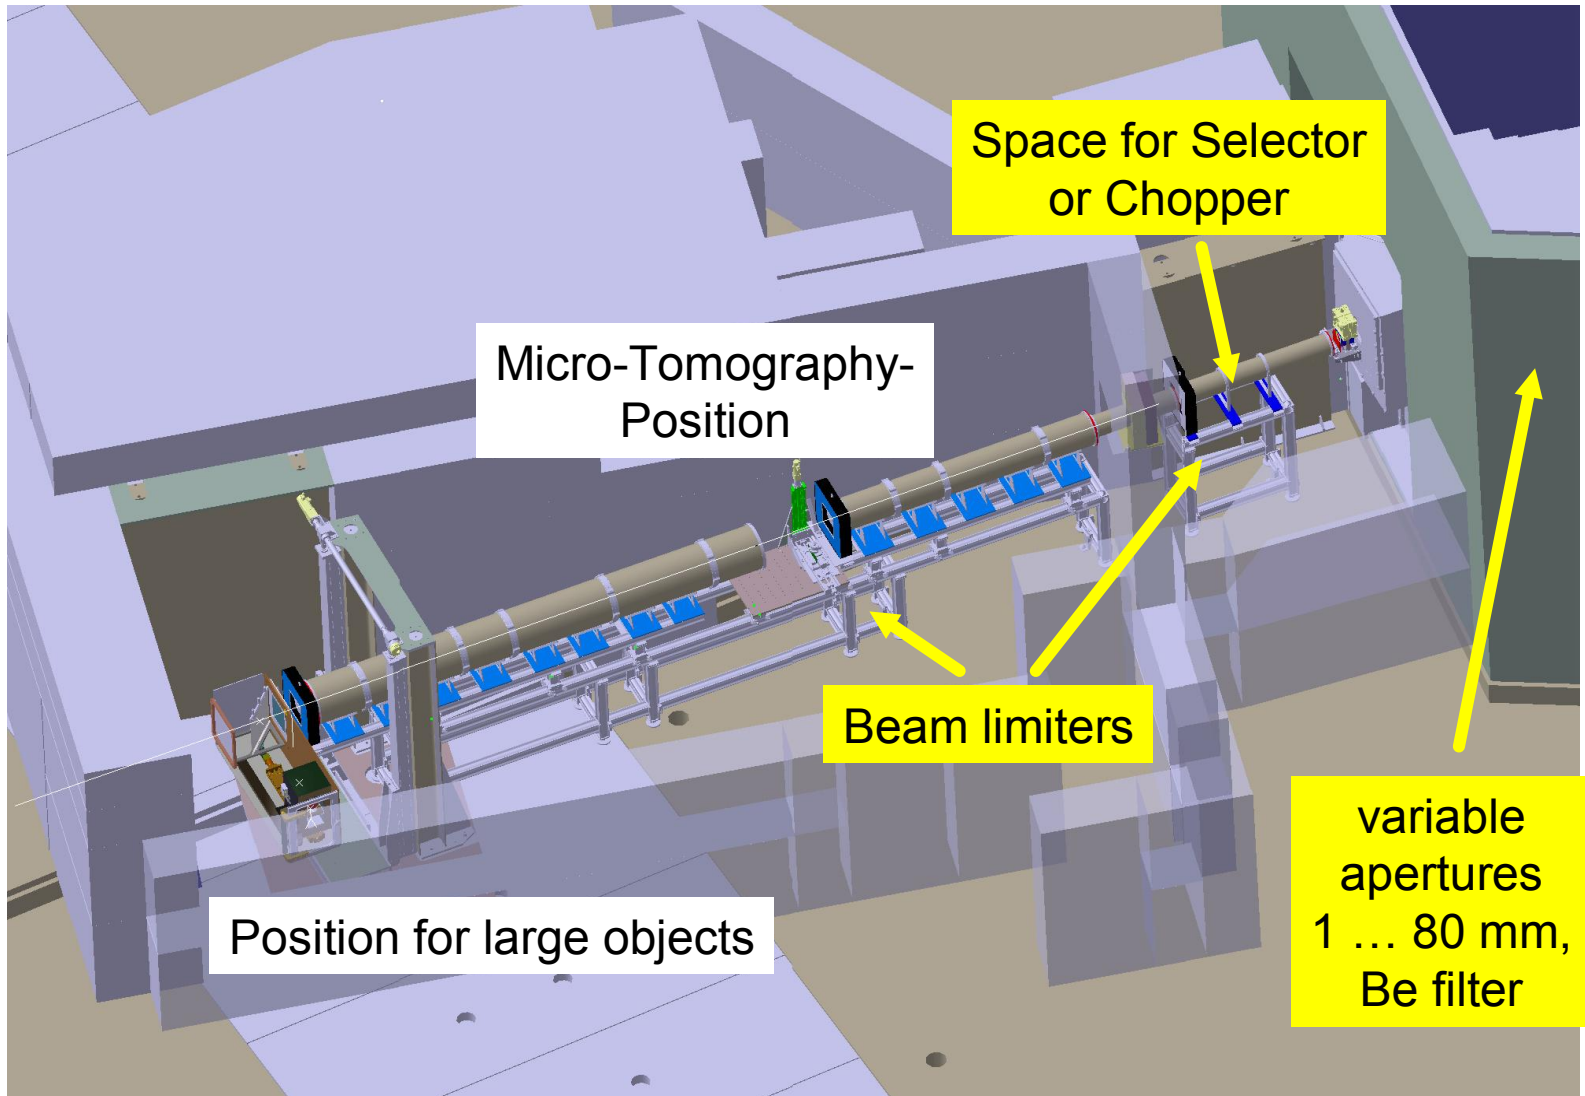 Space for Selector
or Chopper
Micro-Tomography-
Position
Beam limiters
variable
apertures
1 … 80 mm,
Be filter
Position for large objects